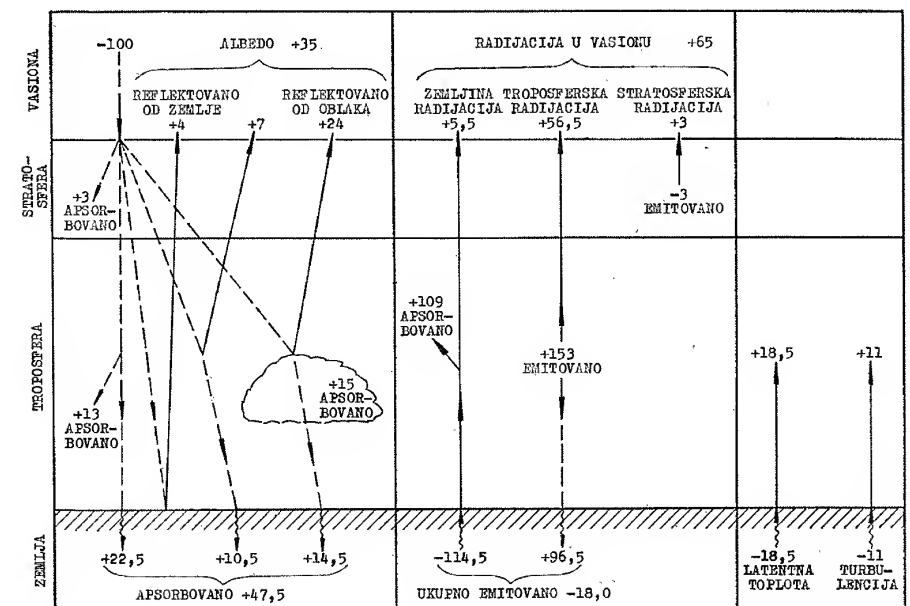 VASIONA
-100
ALBEDO +35
REFLEKTOVANO
OD ZEMLJE
+4
+7
REFLEKTOVANO
OD OBLAKA
+24
RADIJACIJA U VASIONU +65
ZEMLJINA
RADIJACIJA
+5,5
TROPOSFERSKA
RADIJACIJA
+56,5
STRATOSFERSKA
RADIJACIJA
+3
STRATO-
SFERA
+3
APSOR-
BOVANO
-3
EMITOVANO
TROPOSFERA
+13
APSOR-
BOVANO
+15
APSOR-
BOVANO
+109
APSOR-
BOVANO
+153
EMITOVANO
+18,5
+11
ZEMLJA
+22,5
+10,5
+14,5
APSORBOVANO +47,5
-114,5
+96,5
UKUPNO EMITOVANO -18,0
-18,5
LATENTNA
TOPLOTA
-11
TURBU-
LENCIJA